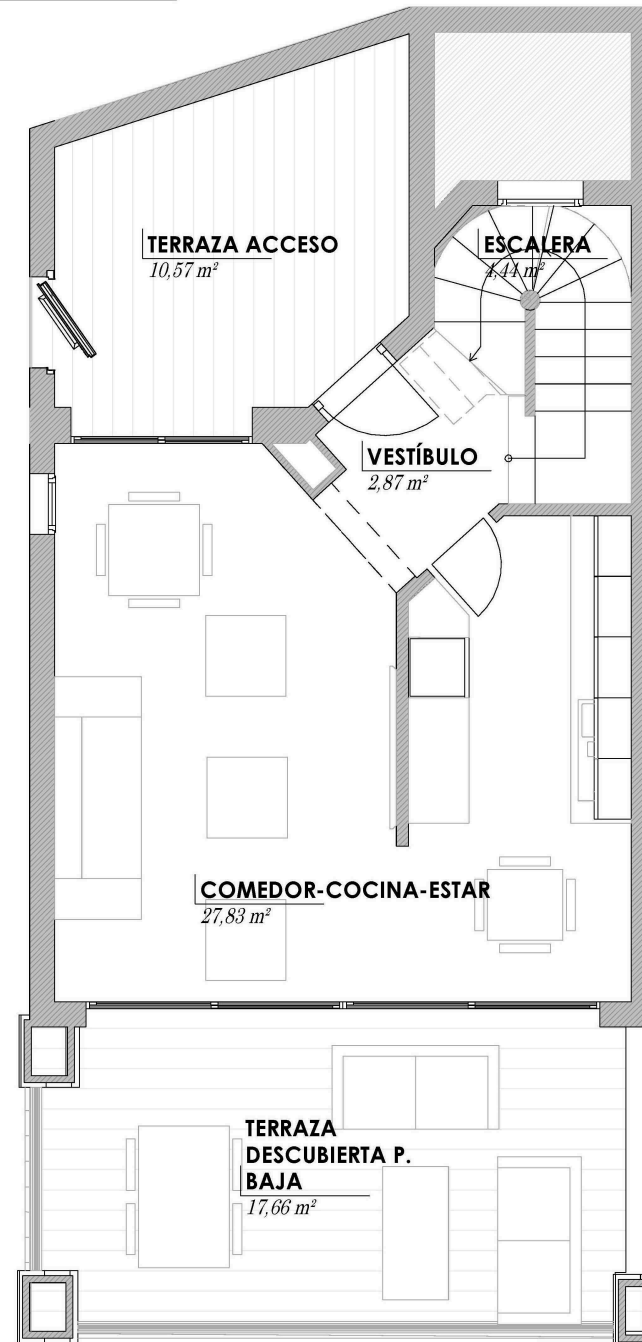 TERRAZA ACCESO
10,57 m²
ESCALERA
4,44 m²
VESTÍBULO
2,87 m²
COMEDOR-COCINA-ESTAR
27,83 m²
TERRAZA
DESCUBIERTA P.
BAJA
17,66 m²